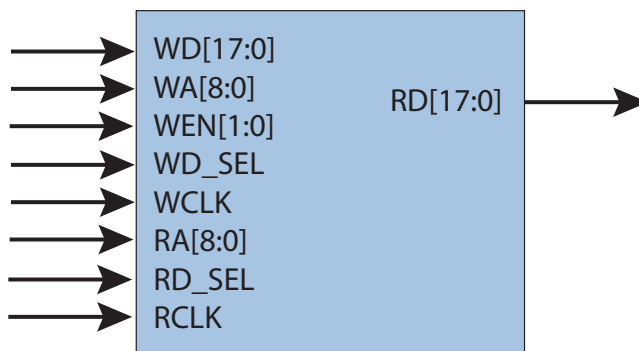 WD[17:0]
WA[8:0]
WEN[1:0]
WD_SEL
WCLK
RA[8:0]
RD_SEL
RCLK
RD[17:0]